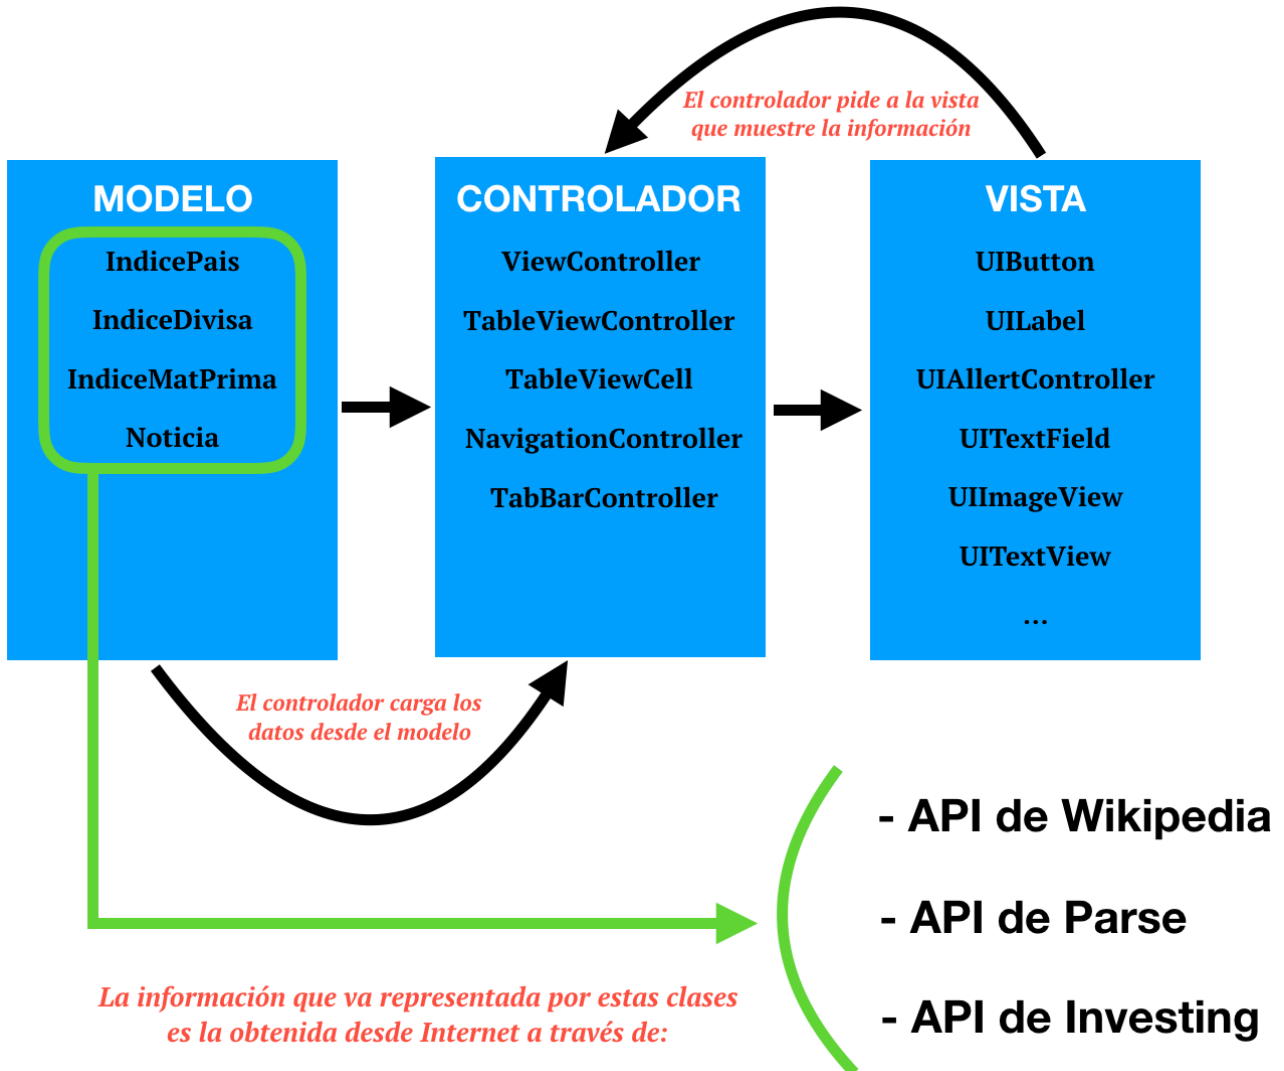 El controlador pide a la vista
que muestre la información
MODELO
IndicePais
IndiceDivisa
IndiceMatPrima
Noticia
CONTROLADOR
ViewController
TableViewController
TableViewCell
NavigationController
TabBarController
VISTA
UIButton
UILabel
UIAllertController
UITextField
UIImageView
UITextView
...
El controlador carga los
datos desde el modelo
- API de Wikipedia
- API de Parse
- API de Investing
La información que va representada por estas clases
es la obtenida desde Internet a través de: